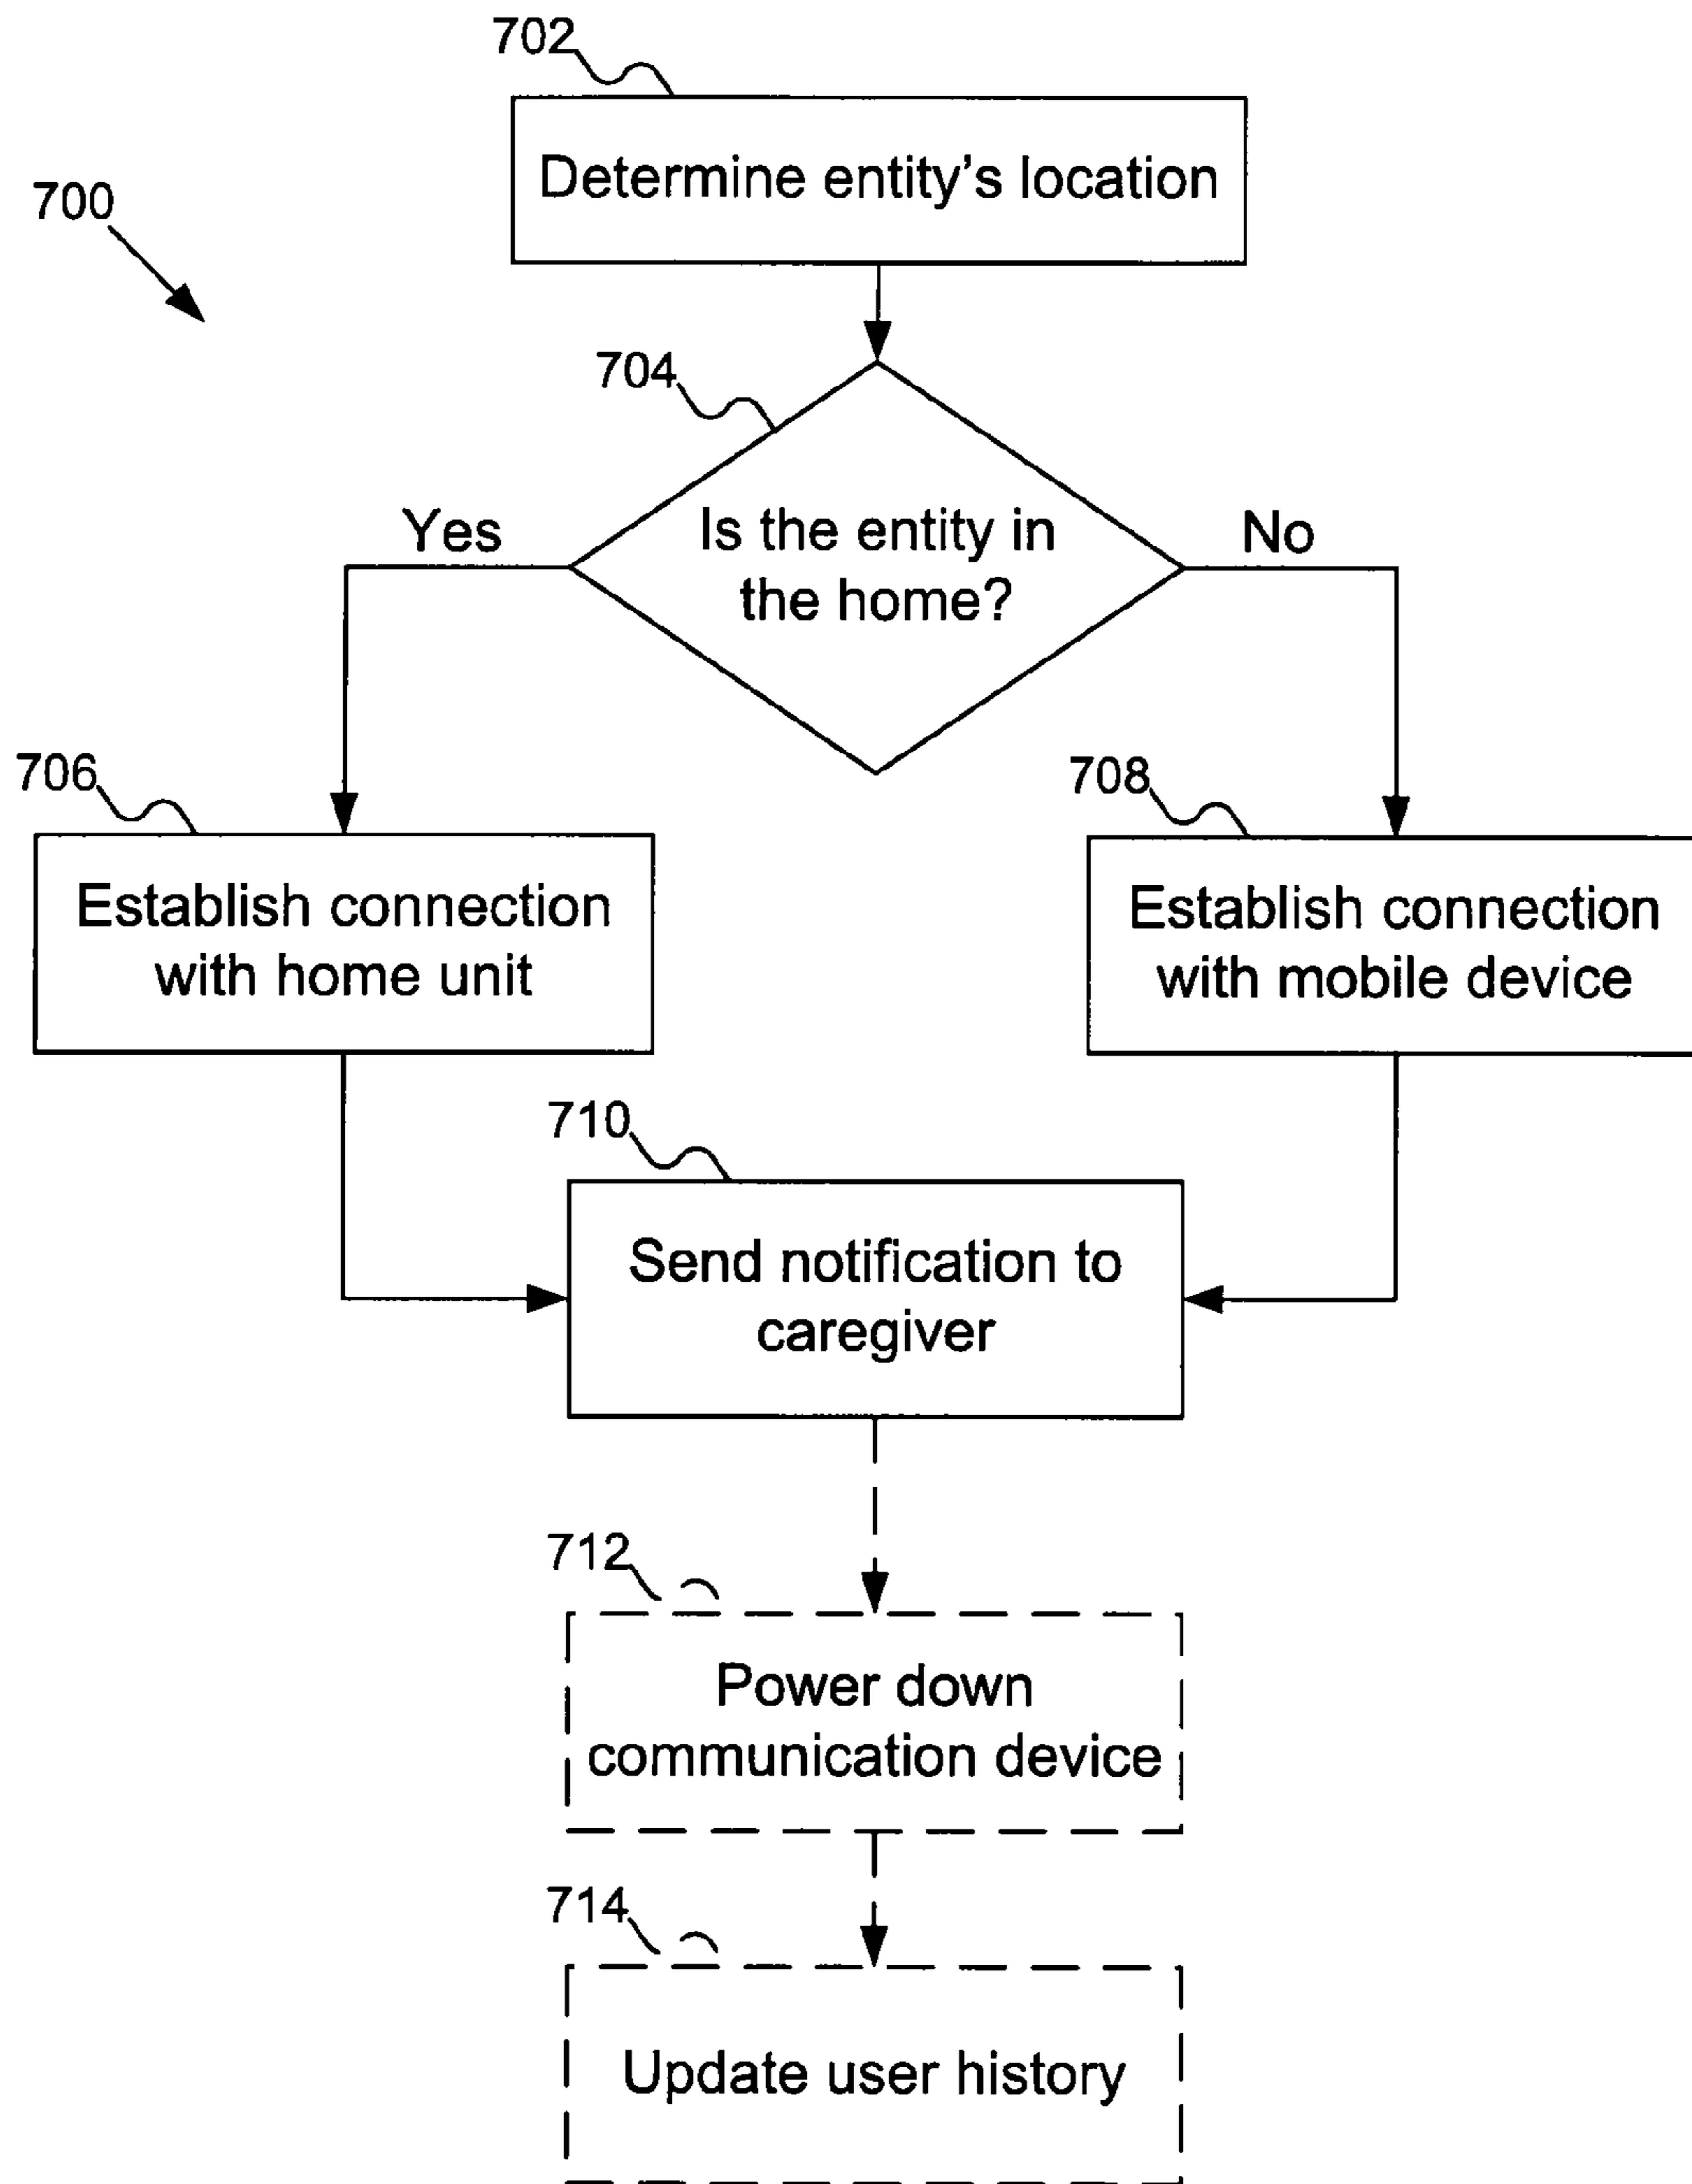 702
Determine entity's location
700
704
Yes
Is the entity in
the home?
No
706
Establish connection
with home unit
708
Establish connection
with mobile device
710
Send notification to
caregiver
712
Power down
communication device
714
Update user history